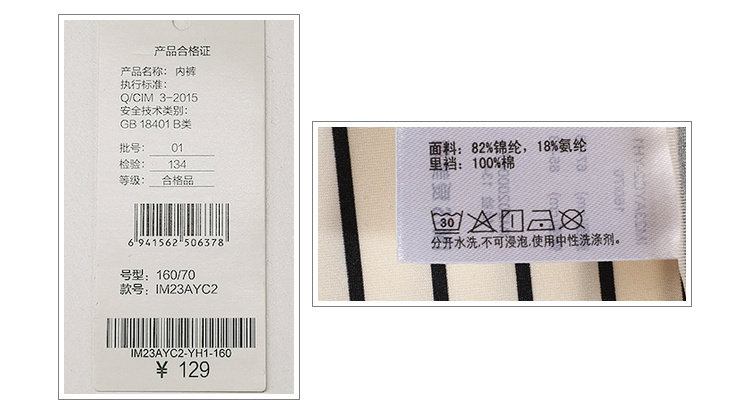 产品合格证
产品名称: 内裤
执行标准:
Q/CIM 3-2015
安全技术类别:
GB 18401 B类
批号: 01
检验: 134
等级: 合格品
6 941562 506378
号型: 160/70
款号: IM23AYC2
IM23AYC2-YH1-160
¥ 129
面料: 82%锦纶, 18%氨纶
里裆: 100%棉
30
分开水洗,不可浸泡,使用中性洗涤剂。